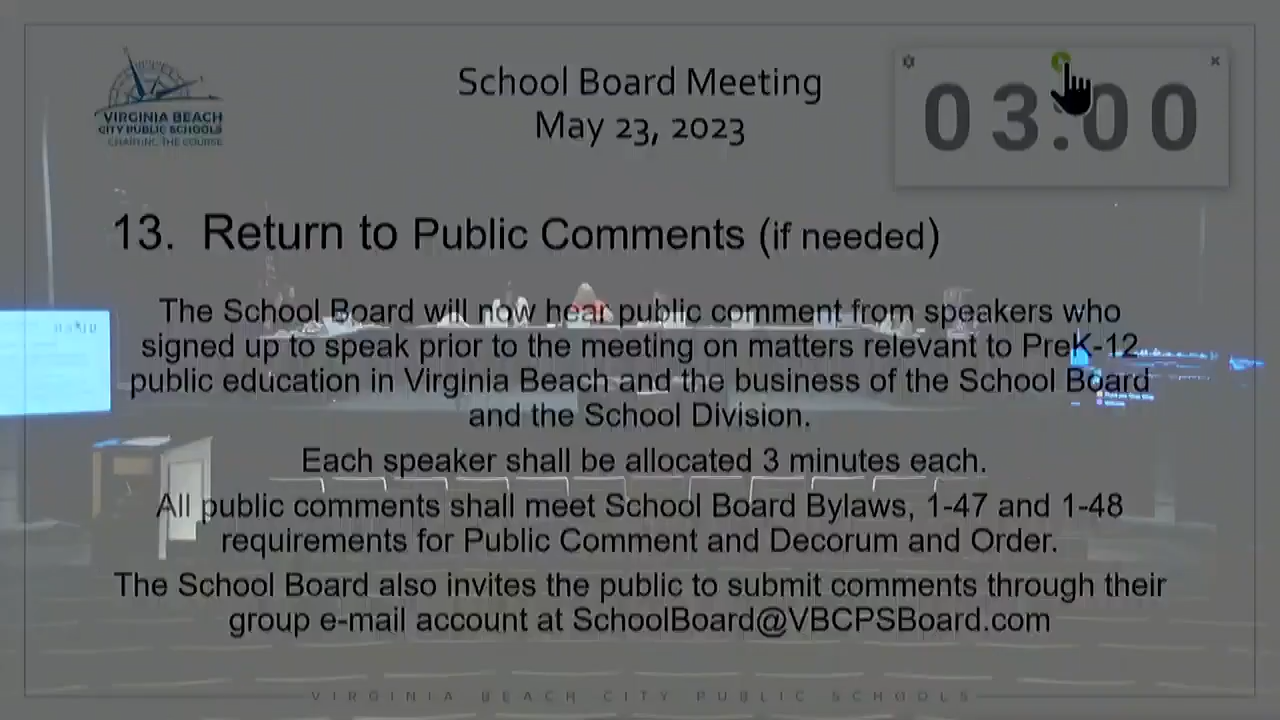 VIRGINIA BEACH
CITY PUBLIC SCHOOLS
CHARTING THE COURSE
School Board Meeting
May 23, 2023
03:00
13. Return to Public Comments (if needed)
The School Board will now hear public comment from speakers who
signed up to speak prior to the meeting on matters relevant to PreK-12
public education in Virginia Beach and the business of the School Board
and the School Division.
Each speaker shall be allocated 3 minutes each.
All public comments shall meet School Board Bylaws, 1-47 and 1-48
requirements for Public Comment and Decorum and Order.
The School Board also invites the public to submit comments through their
group e-mail account at SchoolBoard@VBCPSBoard.com
VIRGINIA BEACH CITY PUBLIC SCHOOLS